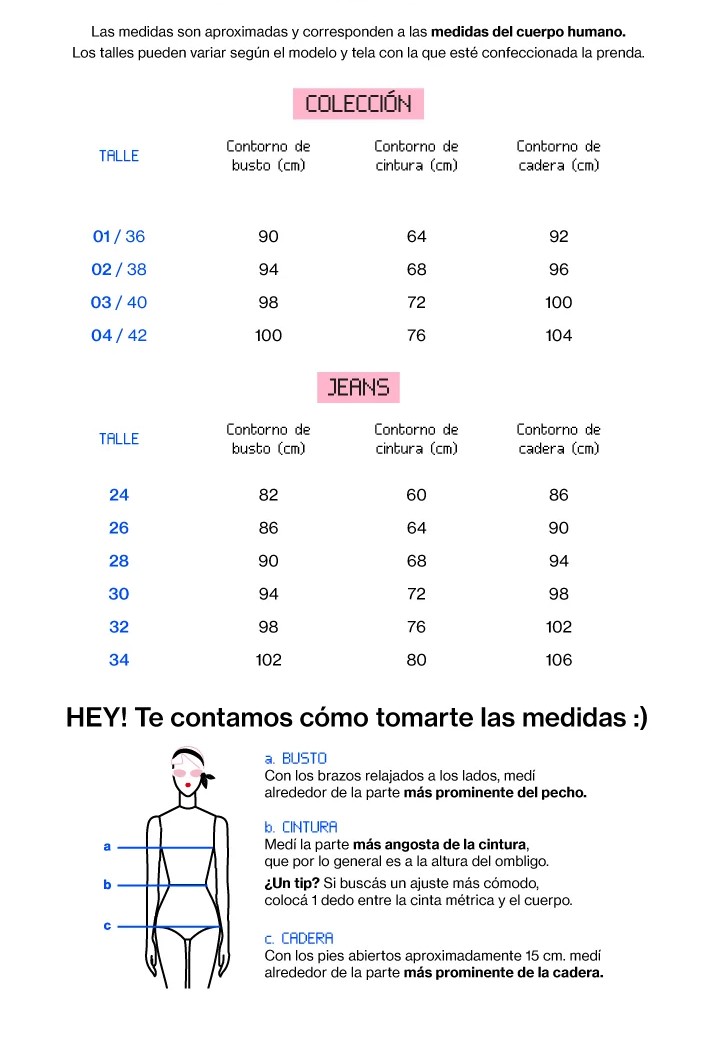 Las medidas son aproximadas y corresponden a las medidas del cuerpo humano.
Los talles pueden variar según el modelo y tela con la que esté confeccionada la prenda.
COLECCIÓN
TALLE Contorno de busto (cm) Contorno de cintura (cm) Contorno de cadera (cm)
01 / 36 90 64 92
02 / 38 94 68 96
03 / 40 98 72 100
04 / 42 100 76 104
JEANS
TALLE Contorno de busto (cm) Contorno de cintura (cm) Contorno de cadera (cm)
24 82 60 86
26 86 64 90
28 90 68 94
30 94 72 98
32 98 76 102
34 102 80 106
HEY! Te contamos cómo tomarte las medidas :)
a
b
c
a. BUSTO
Con los brazos relajados a los lados, medí
alrededor de la parte más prominente del pecho.
b. CINTURA
Medí la parte más angosta de la cintura,
que por lo general es a la altura del ombligo.
¿Un tip? Si buscás un ajuste más cómodo,
colocá 1 dedo entre la cinta métrica y el cuerpo.
c. CADERA
Con los pies abiertos aproximadamente 15 cm. medí
alrededor de la parte más prominente de la cadera.